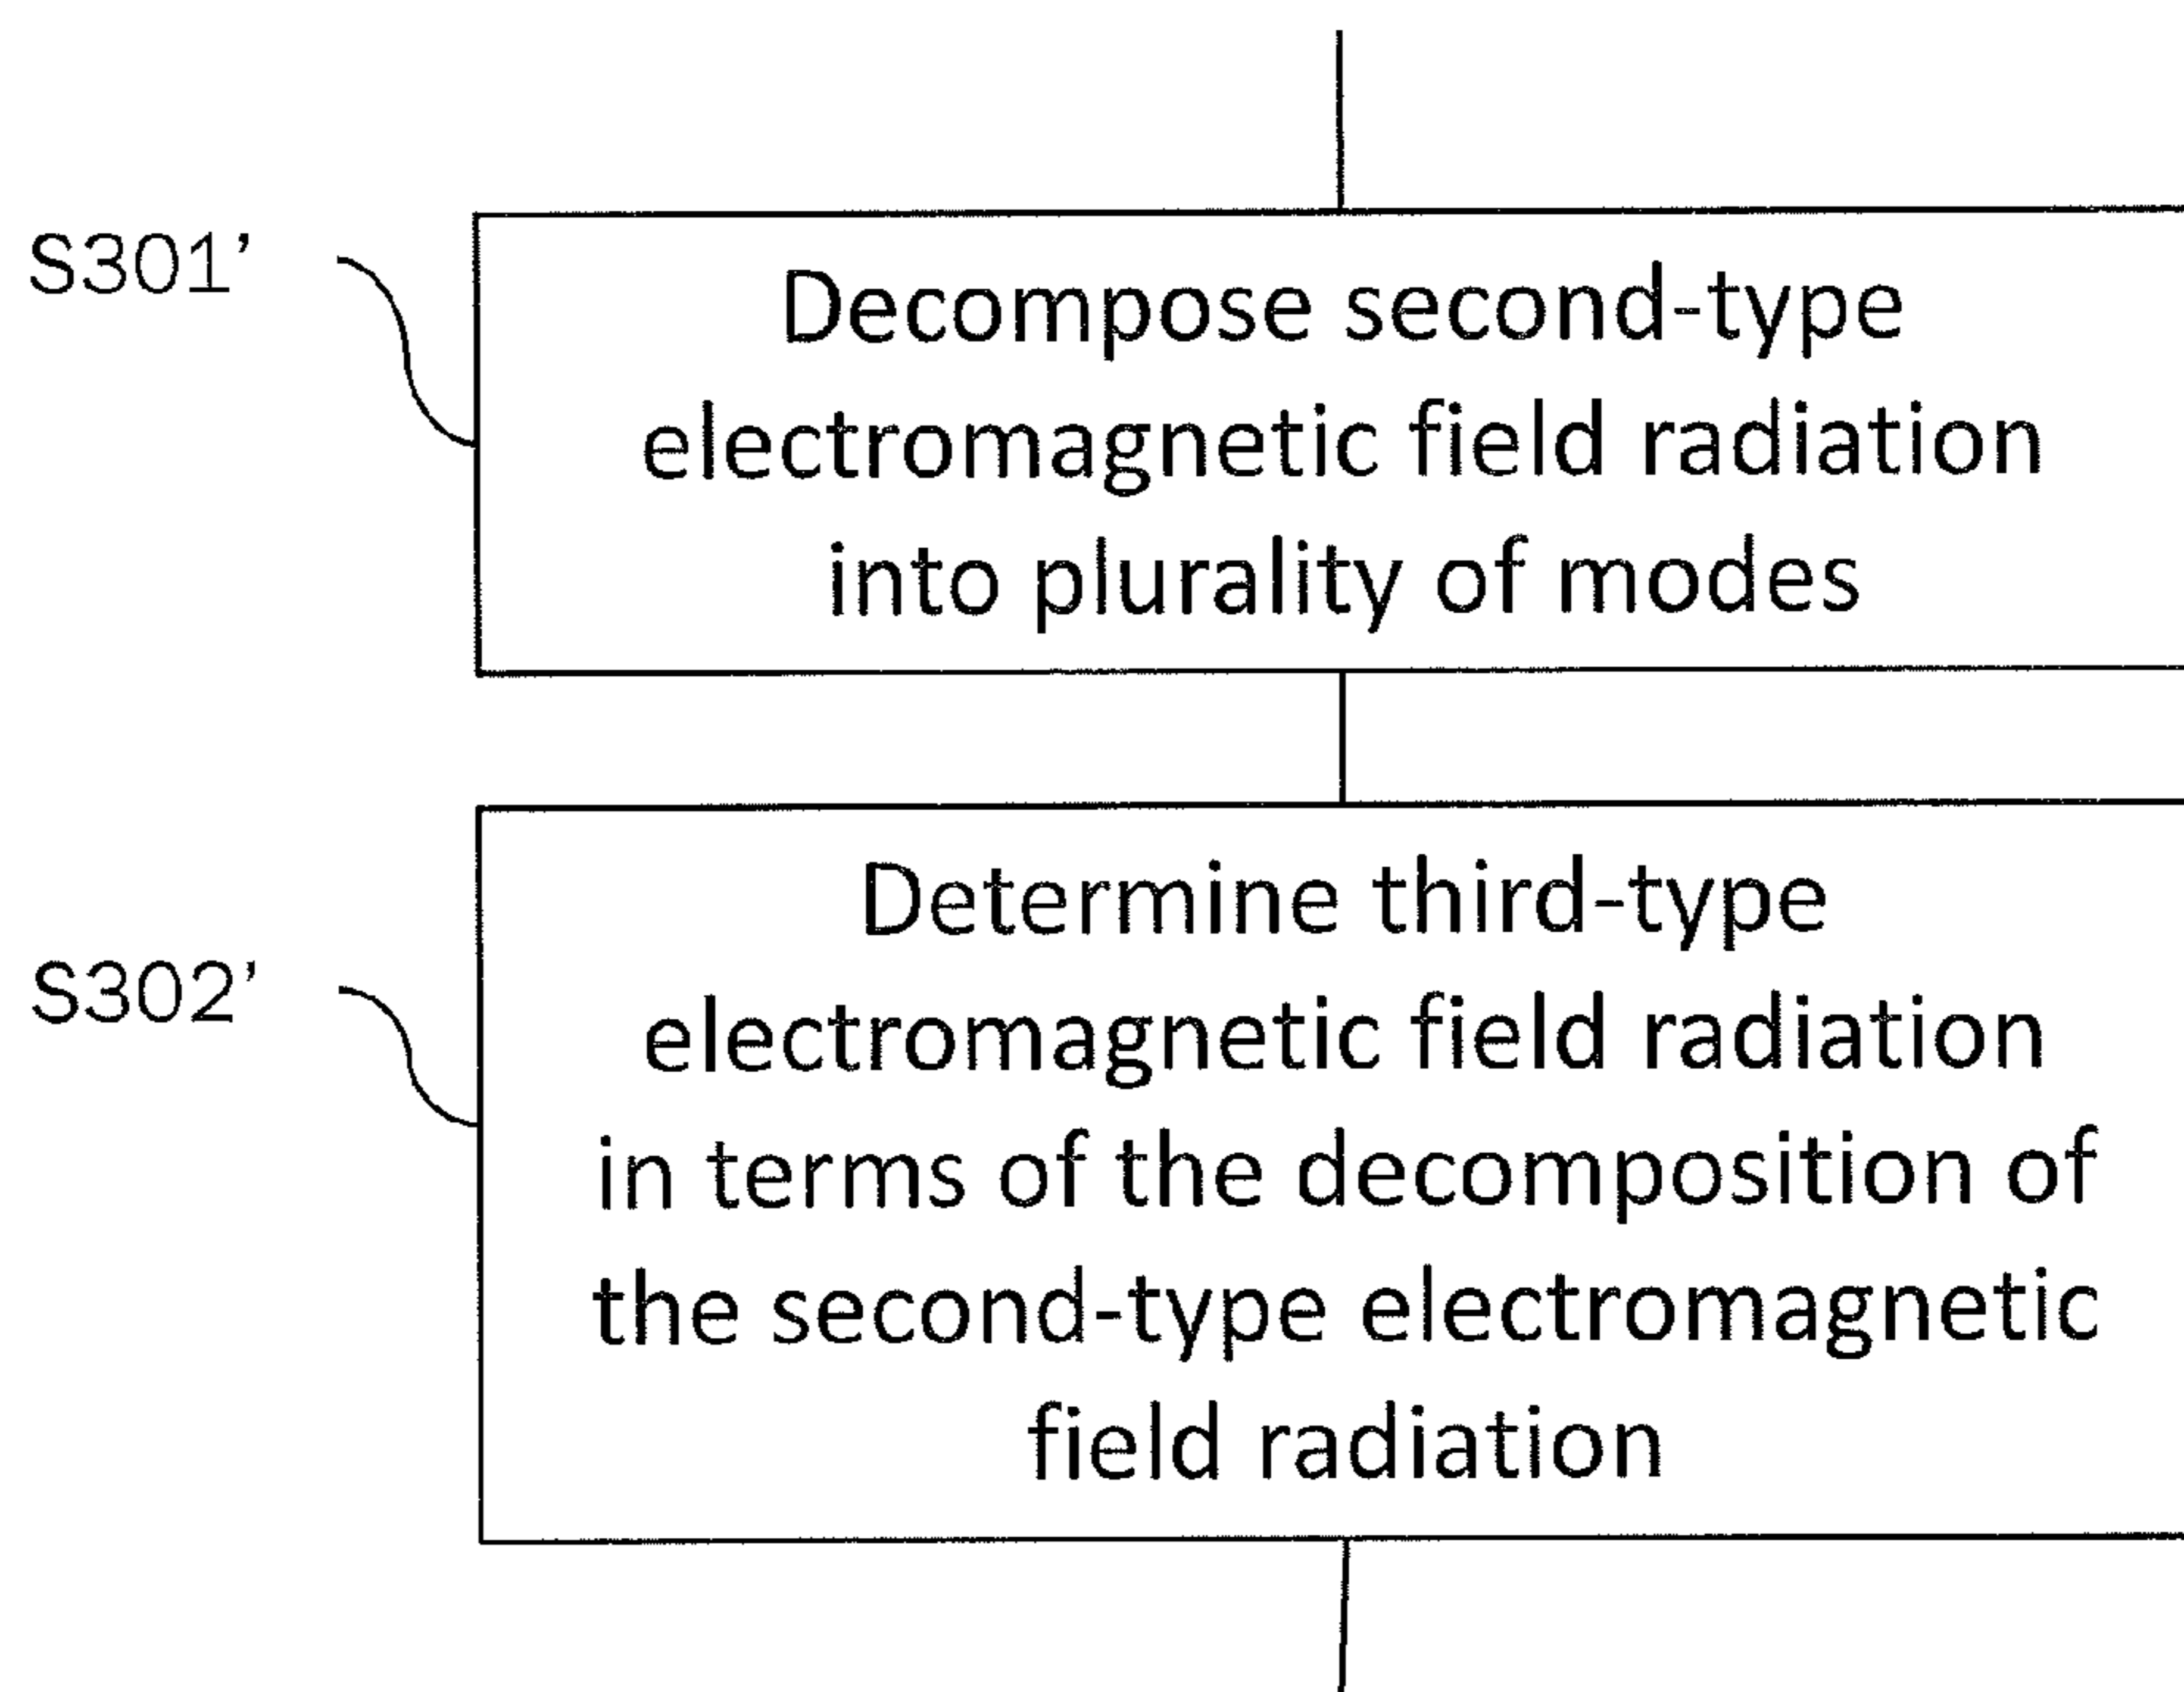 S301’
Decompose second-type
electromagnetic field radiation
into plurality of modes
S302’
Determine third-type
electromagnetic field radiation
in terms of the decomposition of
the second-type electromagnetic
field radiation